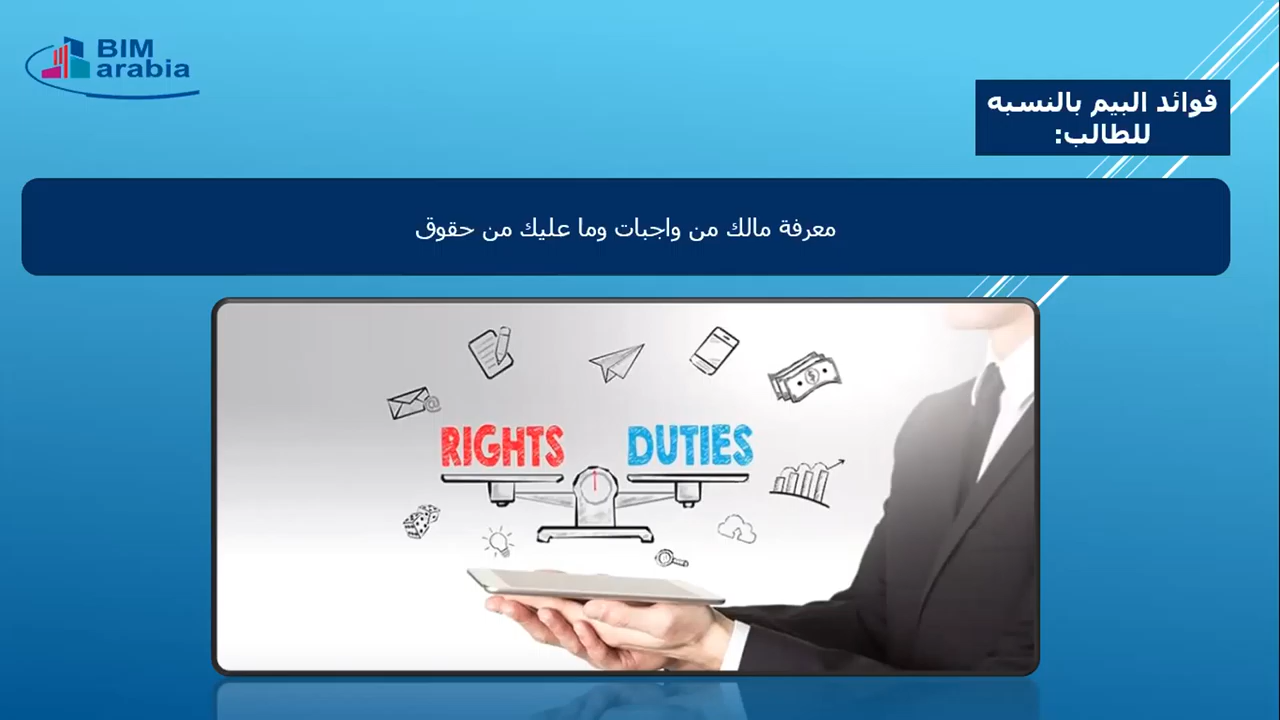 BIM
arabia
فوائد البيم بالنسبه
للطالب:
معرفة مالك من واجبات وما عليك من حقوق
RIGHTS DUTIES